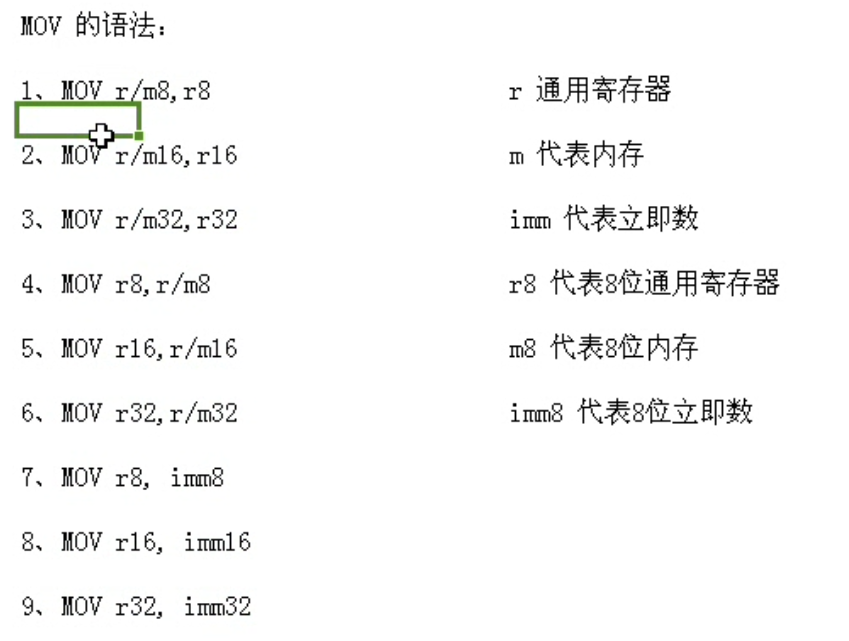 MOV 的语法：
1、MOV r/m8,r8
r 通用寄存器
2、MOV r/m16,r16
m 代表内存
3、MOV r/m32,r32
imm 代表立即数
4、MOV r8,r/m8
r8 代表8位通用寄存器
5、MOV r16,r/m16
m8 代表8位内存
6、MOV r32,r/m32
imm8 代表8位立即数
7、MOV r8, imm8
8、MOV r16, imm16
9、MOV r32, imm32